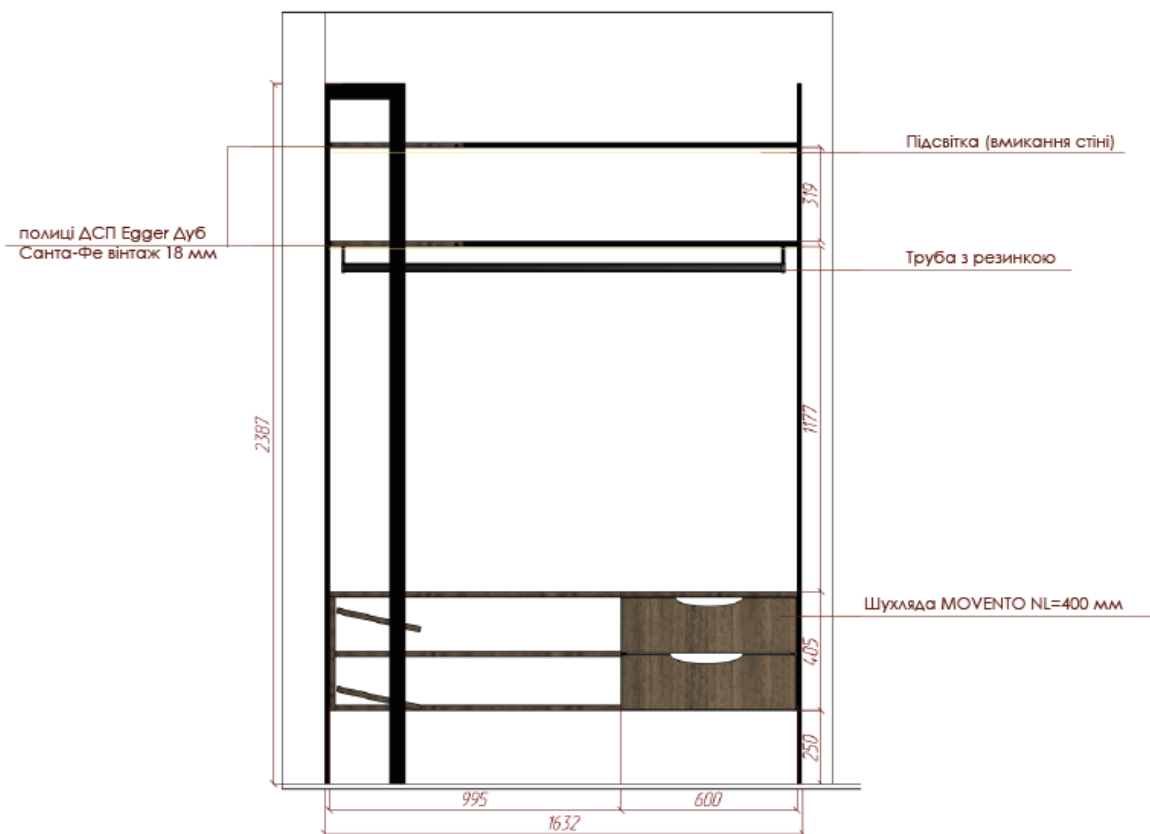 Підсвітка (вмикання стіні)
319
полиці ДСП Egger Дуб
Санта-Фе вінтаж 18 мм
Труба з резинкою
2387
1177
Шухляда MOVENTO NL=400 мм
405
250
995
600
1632